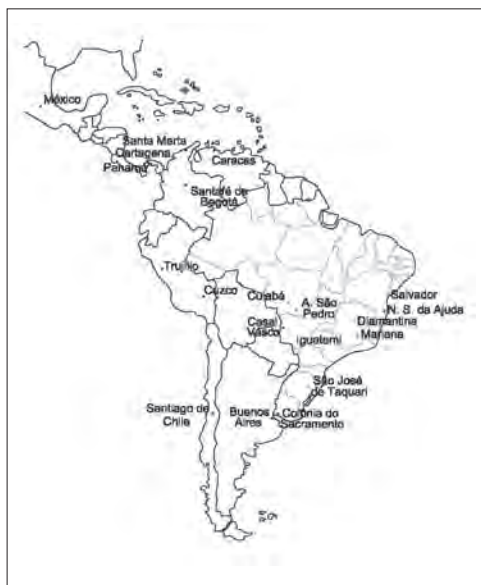 México
Santa Marta
Cartagena
Panamá
Caracas
Santafé de
Bogotá
Trujillo
Cuzco
Cuiabá
A. São
Pedro
Salvador
N. S. da Ajuda
Diamantina
Mariana
Casal
Vasco
Iguatemi
São José
de Taquari
Santiago de
Chile
Buenos
Aires
Colonia do
Sacramento